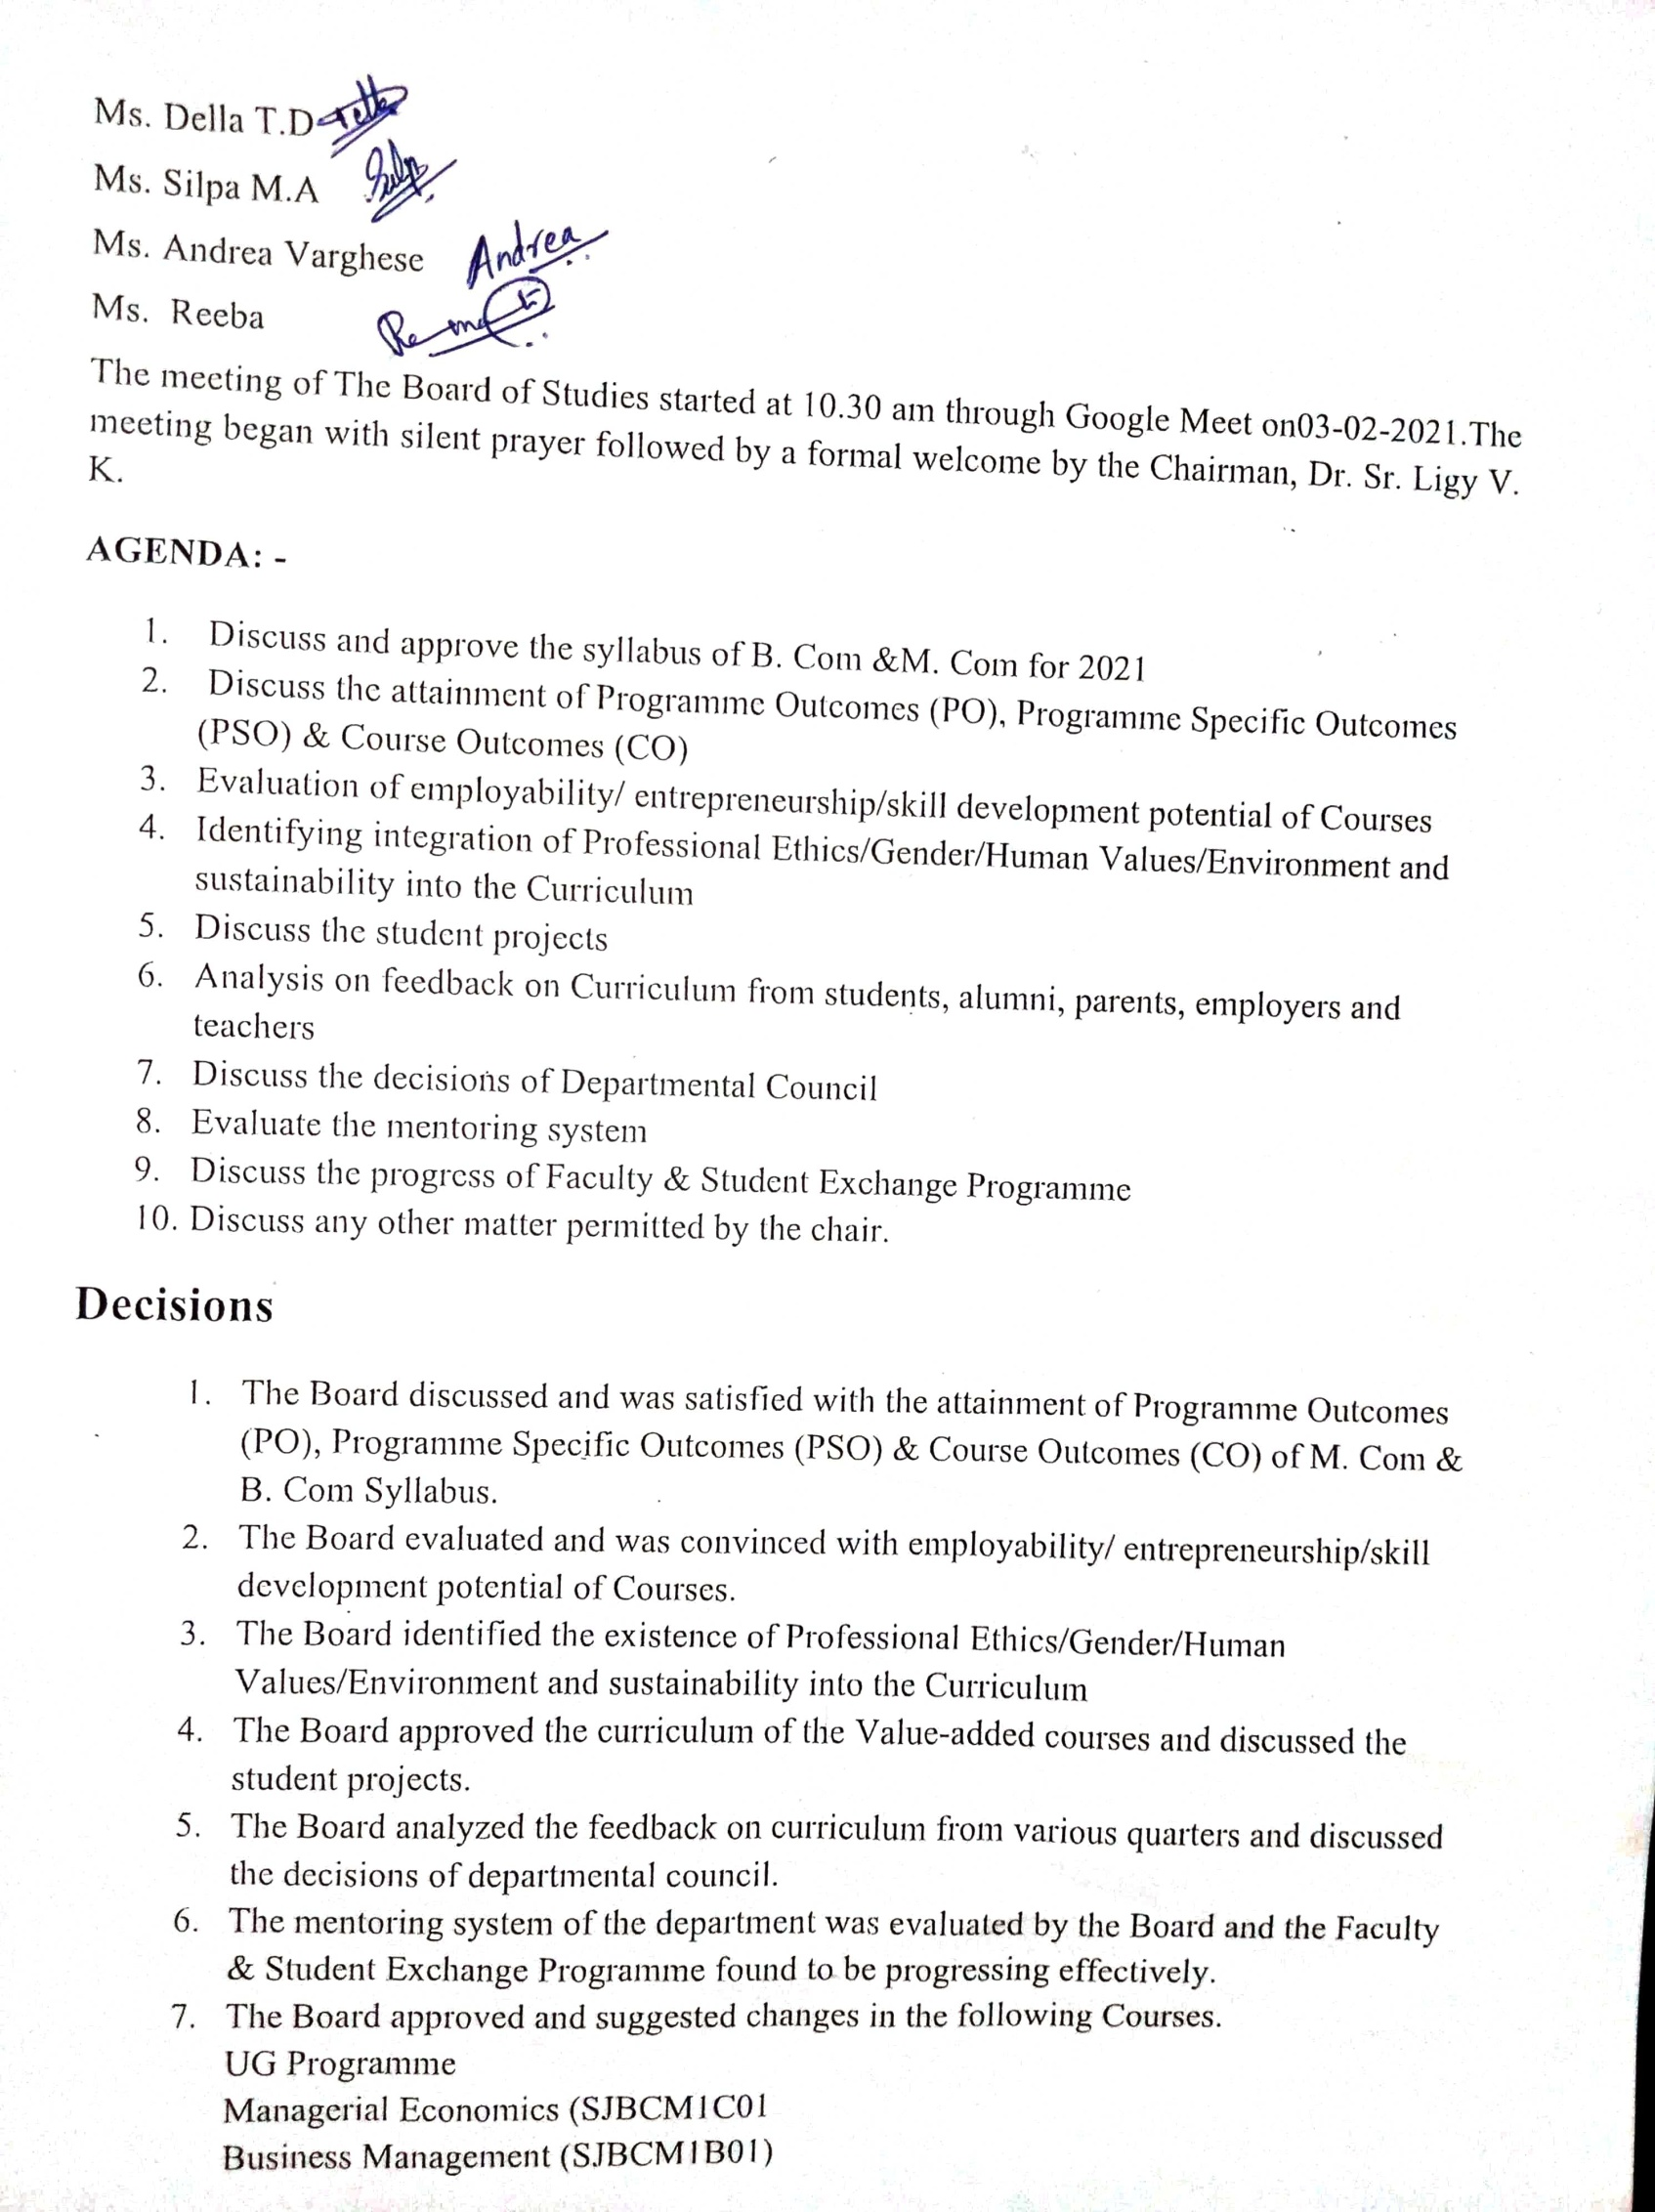 Ms. Della T.D
Ms. Silpa M.A
Ms. Andrea Varghese Andrea
Ms. Reeba
The meeting of The Board of Studies started at 10.30 am through Google Meet on03-02-2021.The
meeting began with silent prayer followed by a formal welcome by the Chairman, Dr. Sr. Ligy V.
K.
AGENDA: -
1. Discuss and approve the syllabus of B. Com &M. Com for 2021
2. Discuss the attainment of Programme Outcomes (PO), Programme Specific Outcomes
(PSO) & Course Outcomes (CO)
3. Evaluation of employability/ entrepreneurship/skill development potential of Courses
4. Identifying integration of Professional Ethics/Gender/Human Values/Environment and
sustainability into the Curriculum
5. Discuss the student projects
6. Analysis on feedback on Curriculum from students, alumni, parents, employers and
teachers
7. Discuss the decisions of Departmental Council
8. Evaluate the mentoring system
9. Discuss the progress of Faculty & Student Exchange Programme
10. Discuss any other matter permitted by the chair.
Decisions
1. The Board discussed and was satisfied with the attainment of Programme Outcomes
(PO), Programme Specific Outcomes (PSO) & Course Outcomes (CO) of M. Com &
B. Com Syllabus.
2. The Board evaluated and was convinced with employability/ entrepreneurship/skill
development potential of Courses.
3. The Board identified the existence of Professional Ethics/Gender/Human
Values/Environment and sustainability into the Curriculum
4. The Board approved the curriculum of the Value-added courses and discussed the
student projects.
5. The Board analyzed the feedback on curriculum from various quarters and discussed
the decisions of departmental council.
6. The mentoring system of the department was evaluated by the Board and the Faculty
& Student Exchange Programme found to be progressing effectively.
7. The Board approved and suggested changes in the following Courses.
UG Programme
Managerial Economics (SJBCM1C01
Business Management (SJBCM1B01)